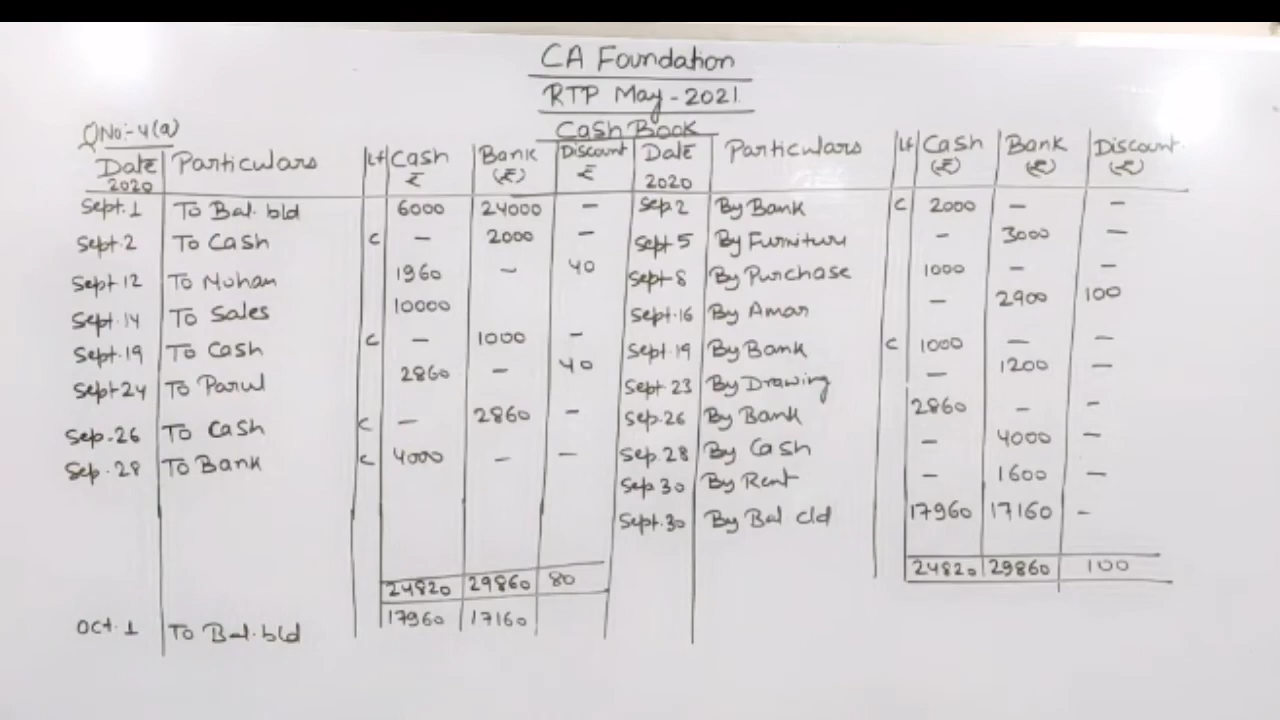 CA Foundation
RTP May-2021
QNo:-4(a)
Cash Book
Date 2020 Particulars Lf Cash ₹ Bank (₹) Discount ₹ Date 2020 Particulars Lf Cash (₹) Bank (₹) Discount (₹)
Sept.1 To Bal. b/d 6000 24000 - Sep.2 By Bank C 2000 - -
Sept.2 To Cash C - 2000 - Sept 5 By Furniture - 3000 -
Sept 12 To Mohan 1960 - 40 Sept 8 By Purchase 1000 - -
Sept.14 To Sales 10000 Sept.16 By Amar - 2900 100
Sept.19 To Cash C - 1000 - Sept.19 By Bank C 1000 - -
Sept 24 To Parul 2860 - 40 Sept 23 By Drawing - 1200 -
Sep.26 To Cash C - 2860 - Sep.26 By Bank 2860 - -
Sep.28 To Bank C 4000 - - Sep.28 By Cash - 4000 -
Sep 30 By Rent - 1600 -
Sept.30 By Bal c/d 17960 17160 -
24820 29860 80 24820 29860 100
Oct.1 To Bal. b/d 17960 17160